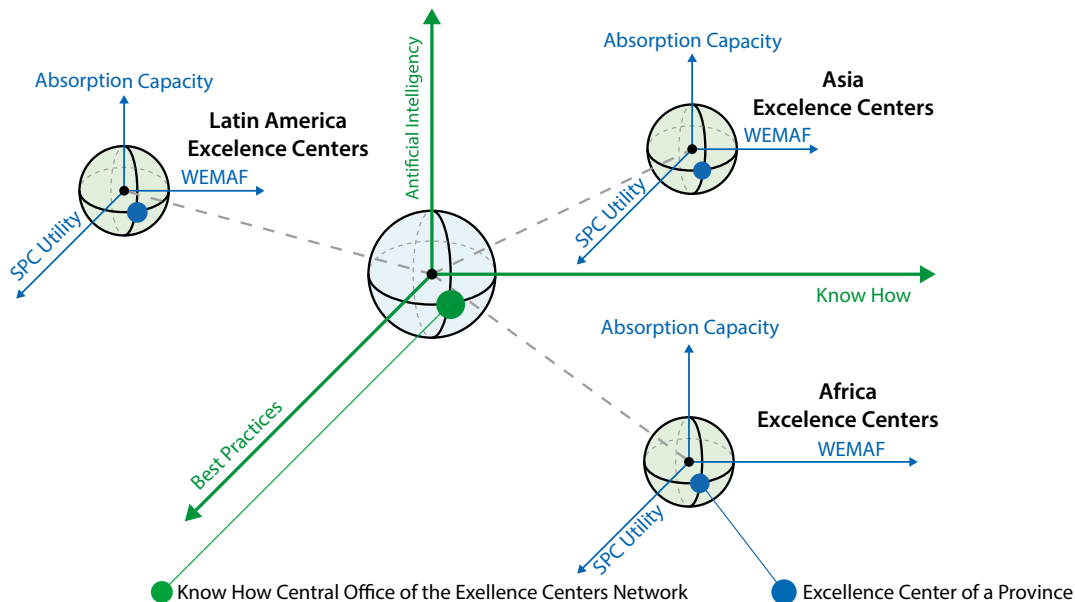 Absorption Capacity
Latin America
Excelence Centers
WEMAF
SPC Utility
Antificial Intelligency
Know How
Best Practices
Absorption Capacity
Asia
Excelence Centers
WEMAF
SPC Utility
Absorption Capacity
Africa
Excelence Centers
WEMAF
SPC Utility
Know How Central Office of the Exellence Centers Network
Excellence Center of a Province